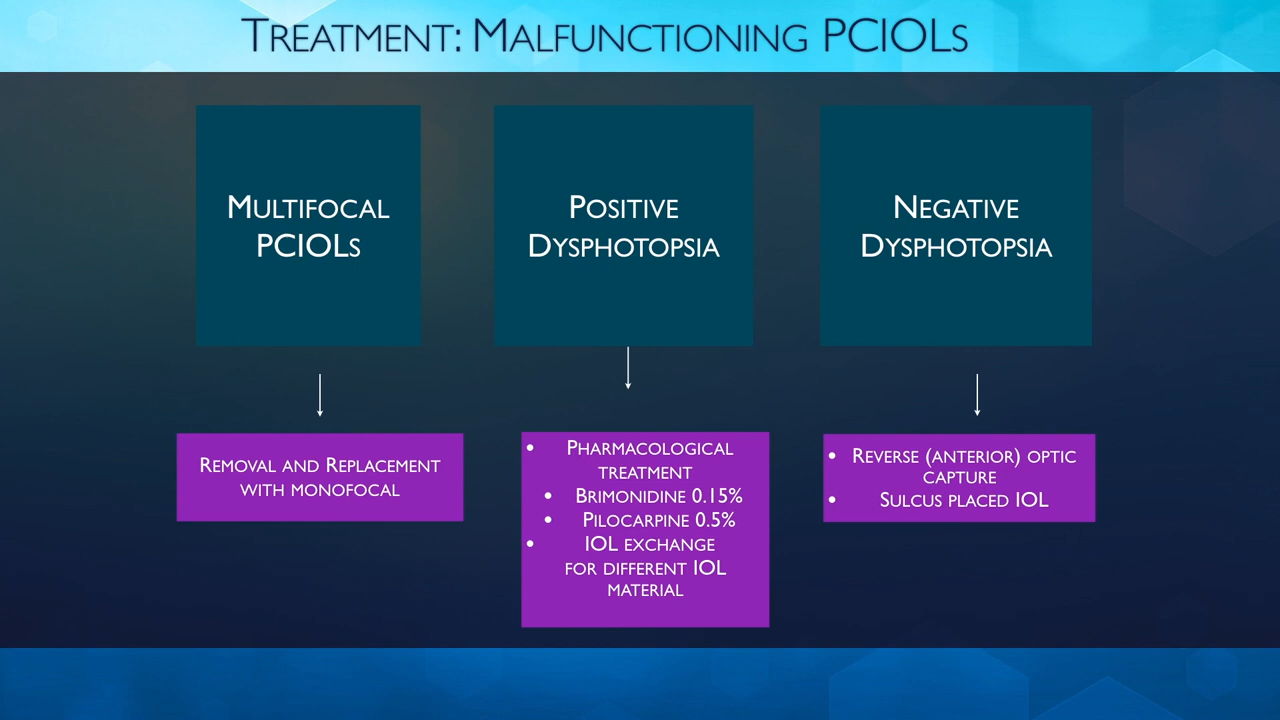 Treatment: Malfunctioning PCIOLs
Multifocal
PCIOLs
Removal and Replacement
with monofocal
Positive
Dysphotopsia
• Pharmacological
treatment
• Brimonidine 0.15%
• Pilocarpine 0.5%
• IOL exchange
for different IOL
material
Negative
Dysphotopsia
• Reverse (anterior) optic
capture
• Sulcus placed IOL